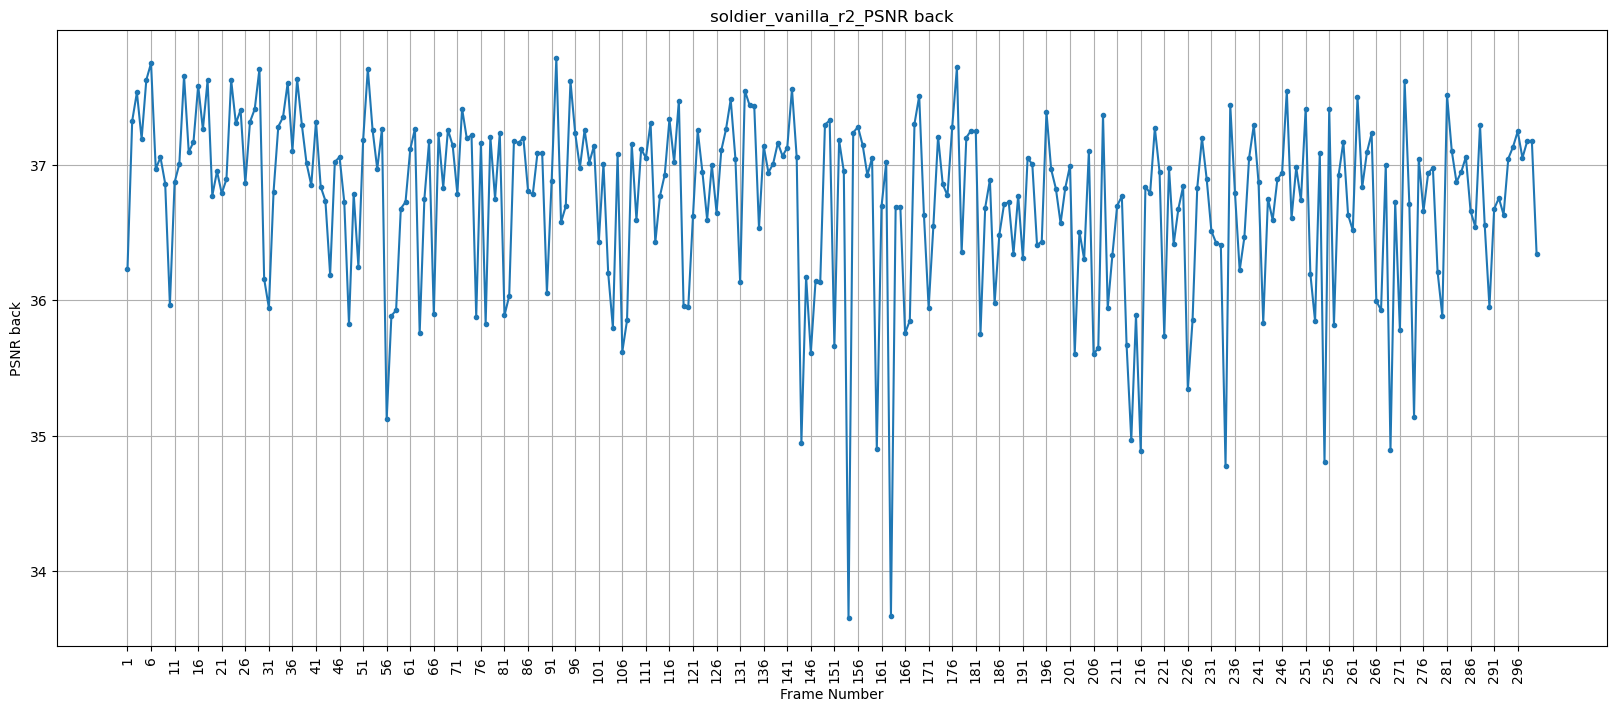 soldier_vanilla_r2_PSNR back
PSNR back
37
36
35
34
1 6 11 16 21 26 31 36 41 46 51 56 61 66 71 76 81 86 91 96 101 106 111 116 121 126 131 136 141 146 151 156 161 166 171 176 181 186 191 196 201 206 211 216 221 226 231 236 241 246 251 256 261 266 271 276 281 286 291 296
Frame Number